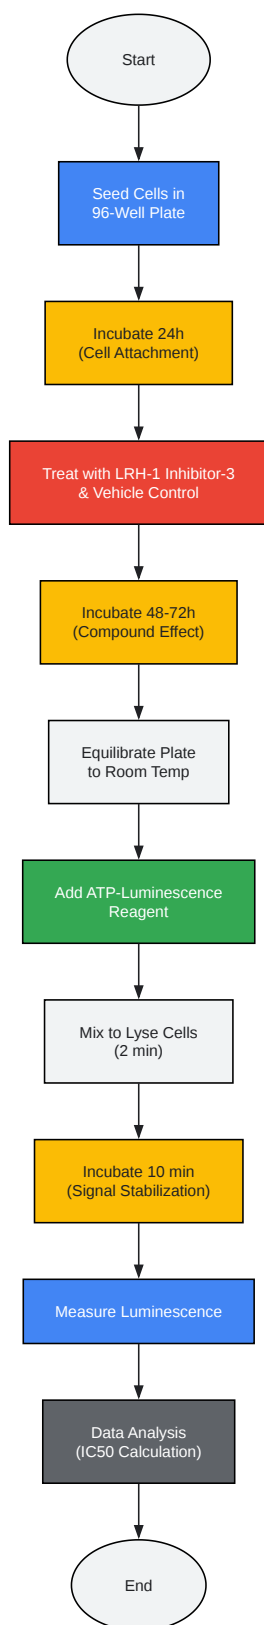 Start
Seed Cells in
96-Well Plate
Incubate 24h
(Cell Attachment)
Treat with LRH-1 Inhibitor-3
& Vehicle Control
Incubate 48-72h
(Compound Effect)
Equilibrate Plate
to Room Temp
Add ATP-Luminescence
Reagent
Mix to Lyse Cells
(2 min)
Incubate 10 min
(Signal Stabilization)
Measure Luminescence
Data Analysis
(IC50 Calculation)
End